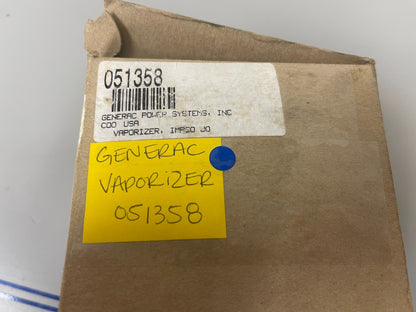 051358
GENERAC POWER SYSTEMS, INC
COO USA
VAPORIZER, IMPCO JO
GENERAC
VAPORIZER
051358